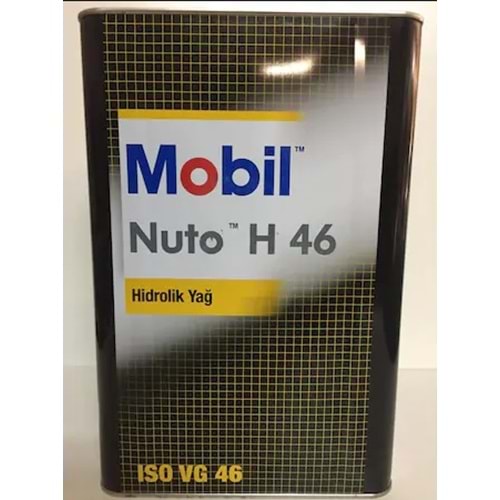 Mobil™
Nuto™ H 46
Hidrolik Yağ
ISO VG 46